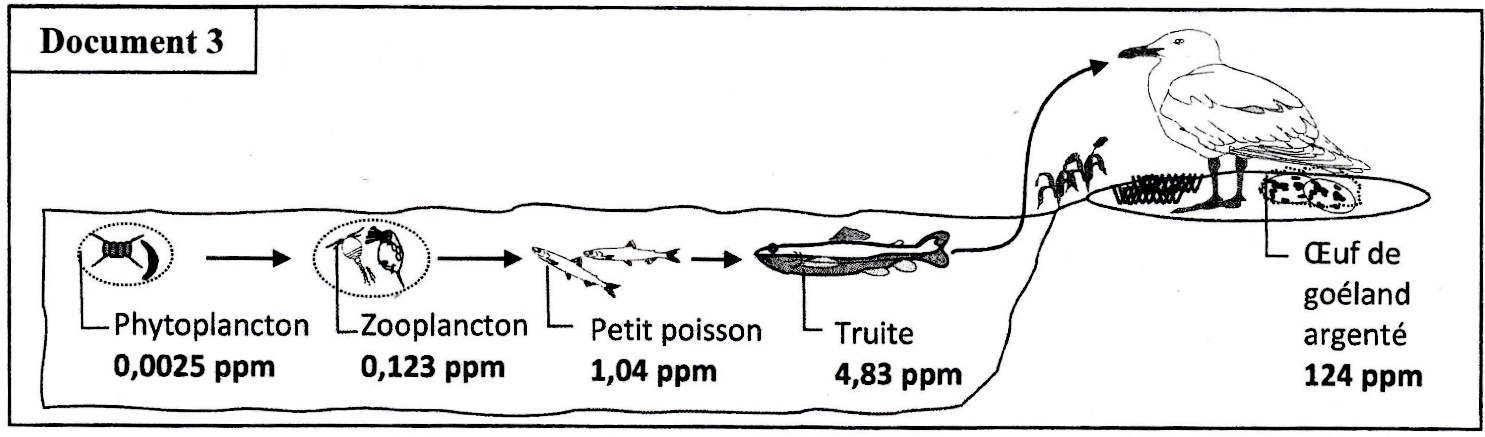 Document 3
Phytoplancton
0,0025 ppm
Zooplancton
0,123 ppm
Petit poisson
1,04 ppm
Truite
4,83 ppm
Œuf de
goéland
argenté
124 ppm